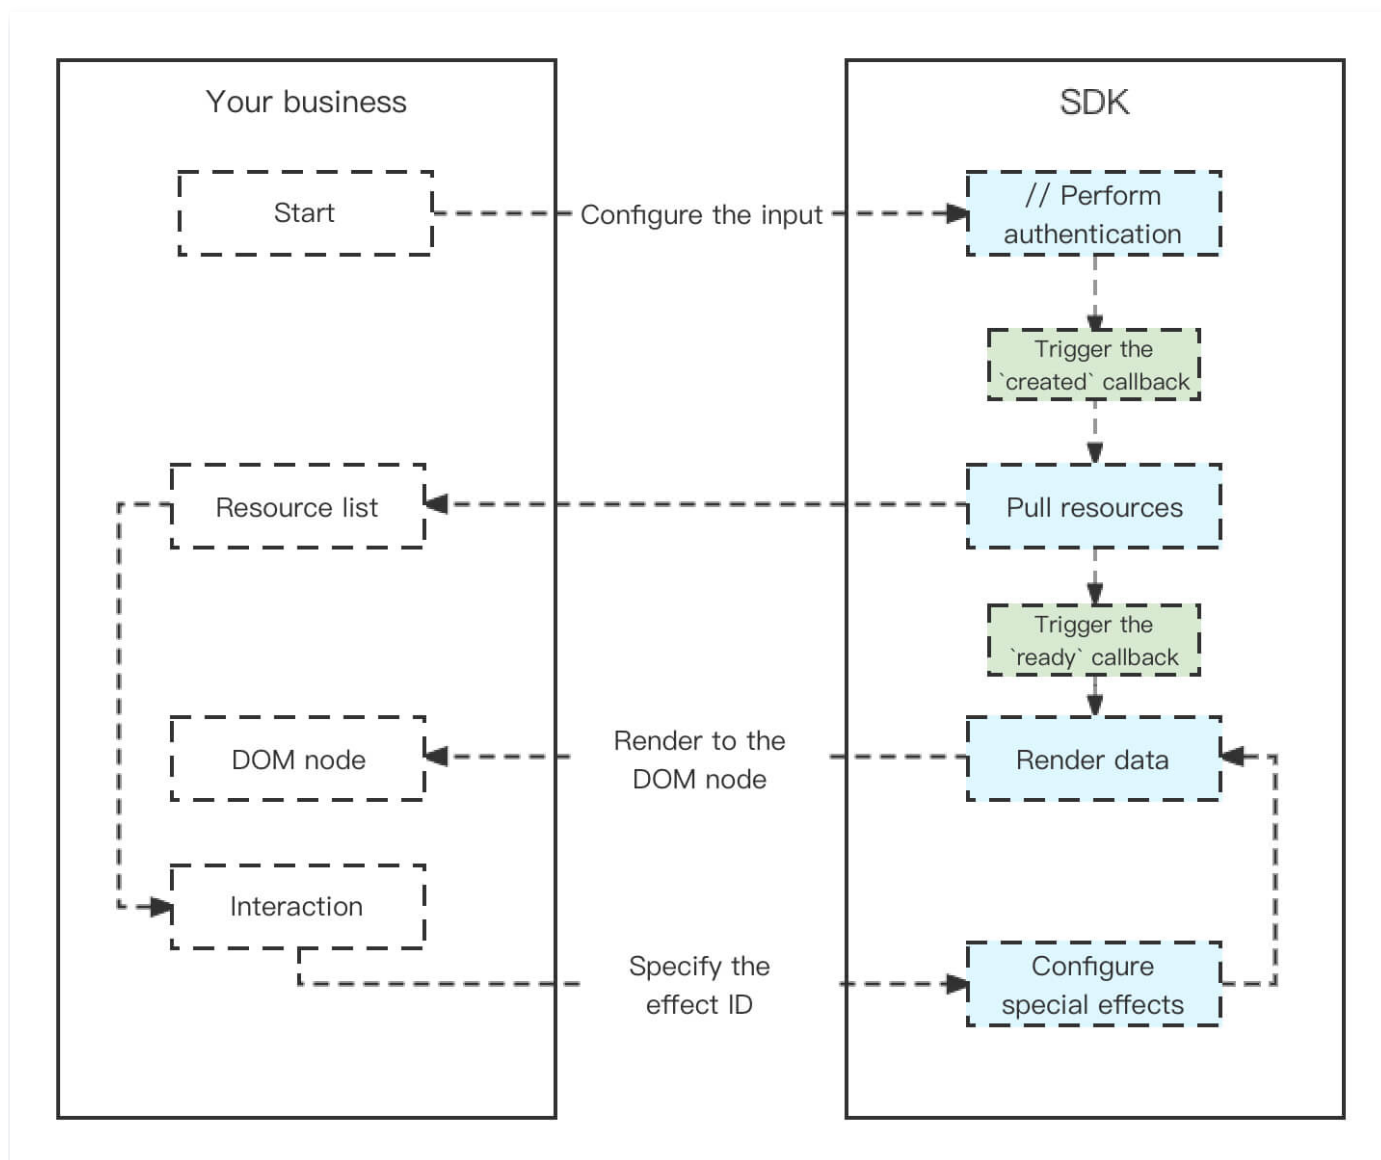 Your business
SDK
Start
Configure the input
// Perform
authentication
Trigger the
`created` callback
Resource list
Pull resources
Trigger the
`ready` callback
DOM node
Render to the
DOM node
Render data
Interaction
Specify the
effect ID
Configure
special effects